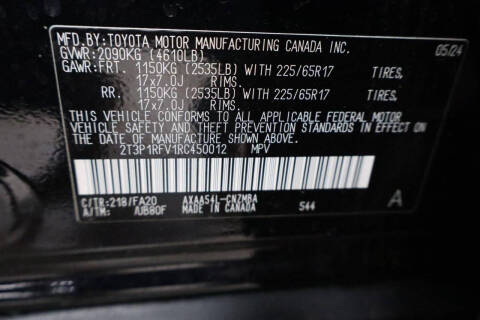 MFD.BY:TOYOTA MOTOR MANUFACTURING CANADA INC. 05/24
GVWR:2090KG (4610LB)
GAWR:FRT. 1150KG (2535LB) WITH 225/65R17 TIRES,
17x7.0J RIMS.
RR. 1150KG (2535LB) WITH 225/65R17 TIRES,
17x7.0J RIMS.
THIS VEHICLE CONFORMS TO ALL APPLICABLE FEDERAL MOTOR
VEHICLE SAFETY AND THEFT PREVENTION STANDARDS IN EFFECT
ON THE DATE OF MANUFACTURE SHOWN ABOVE.
2T3P1RFV1RC450012 MPV
C/TR:218/FA20 AXAA54L-CNZMBA A
A/TM: /UB80F MADE IN CANADA 544